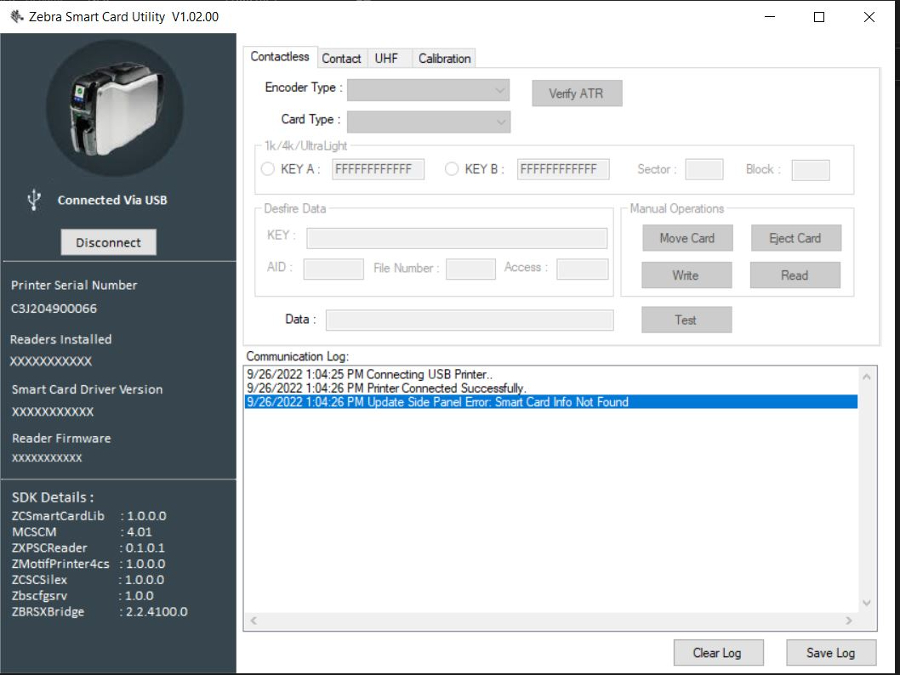 Zebra Smart Card Utility V1.02.00
Connected Via USB
Disconnect
Printer Serial Number
C3J204900066
Readers Installed
XXXXXXXXXXX
Smart Card Driver Version
XXXXXXXXXXX
Reader Firmware
XXXXXXXXXXX
SDK Details :
ZCSmartCardLib : 1.0.0.0
MCSCM : 4.01
ZXPSCReader : 0.1.0.1
ZMotifPrinter4cs : 1.0.0.0
ZCSCSilex : 1.0.0.0
Zbscfgsrv : 1.0.0
ZBRSXBridge : 2.2.4100.0
Contactless Contact UHF Calibration
Encoder Type : Verify ATR
Card Type :
1k/4k/UltraLight
KEY A : FFFFFFFFFFFF KEY B : FFFFFFFFFFFF Sector : Block :
Desfire Data
KEY :
AID : File Number : Access :
Manual Operations
Move Card Eject Card
Write Read
Data : Test
Communication Log:
9/26/2022 1:04:25 PM Connecting USB Printer..
9/26/2022 1:04:26 PM Printer Connected Successfully.
9/26/2022 1:04:26 PM Update Side Panel Error: Smart Card Info Not Found
Clear Log Save Log